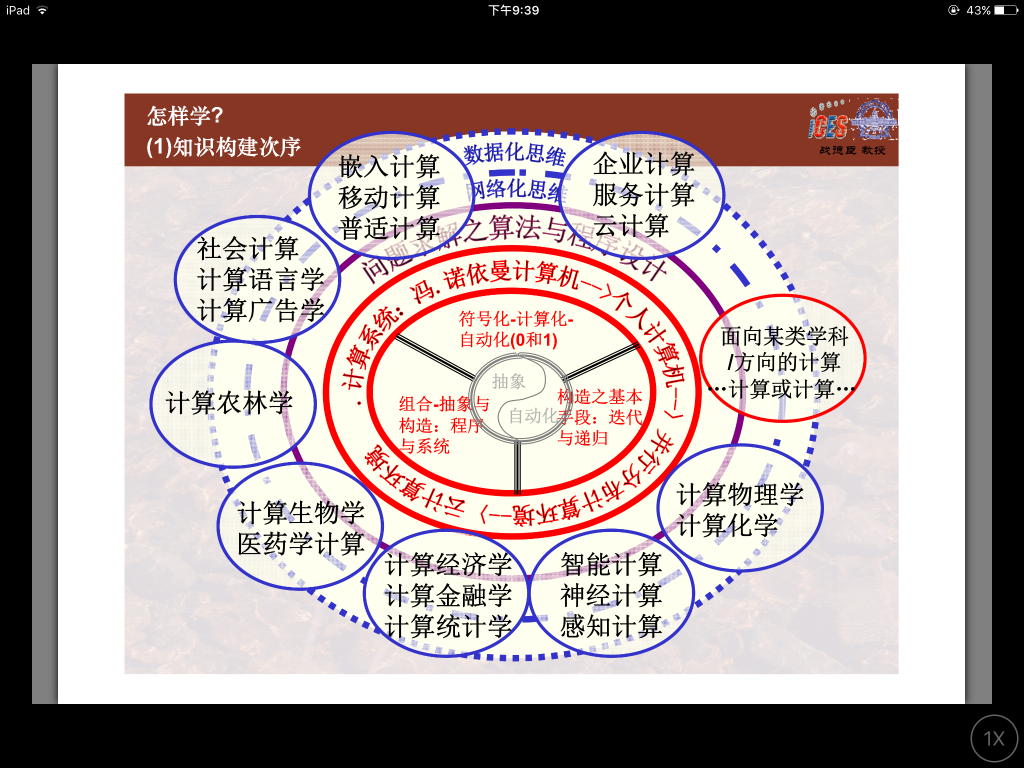 iPad
下午9:39
43%
怎样学?
(1)知识构建次序
iCES
战德臣 教授
数据化思维
网络化思维
问题求解之算法与程序设计
计算系统：冯.诺依曼计算机--->个人计算机---> 并行分布计算环境---> 云计算环境
符号化-计算化-
自动化(0和1)
抽象
自动化
组合-抽象与
构造：程序
与系统
构造之基本
手段：迭代
与递归
嵌入计算
移动计算
普适计算
企业计算
服务计算
云计算
社会计算
计算语言学
计算广告学
面向某类学科
/方向的计算
…计算或计算…
计算农林学
计算生物学
医药学计算
计算物理学
计算化学
计算经济学
计算金融学
计算统计学
智能计算
神经计算
感知计算
1X